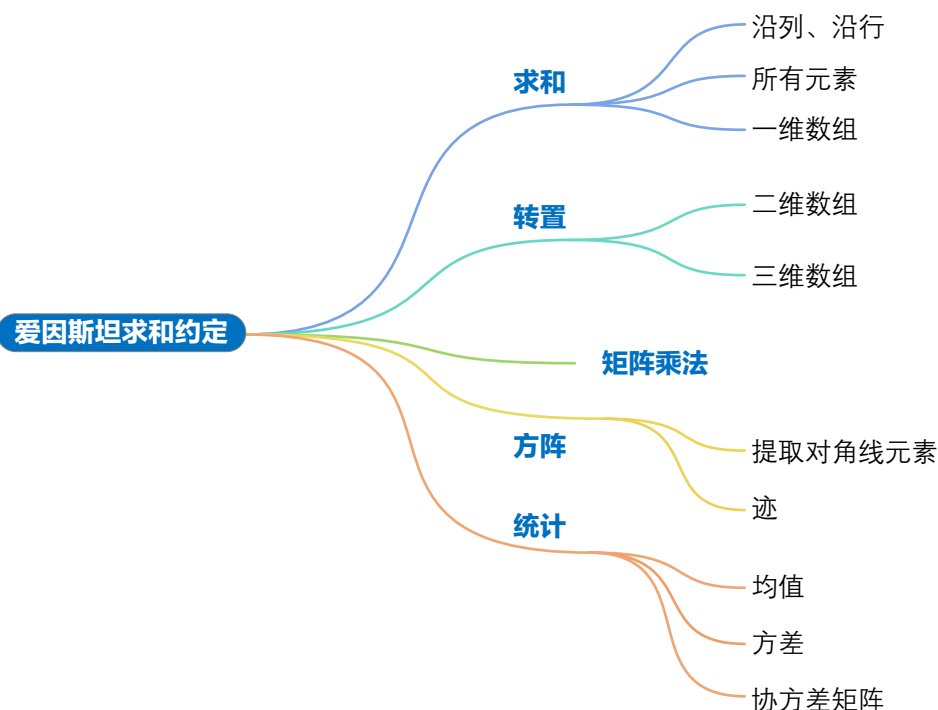 爱因斯坦求和约定
求和
沿列、沿行
所有元素
一维数组
转置
二维数组
三维数组
矩阵乘法
方阵
提取对角线元素
迹
统计
均值
方差
协方差矩阵